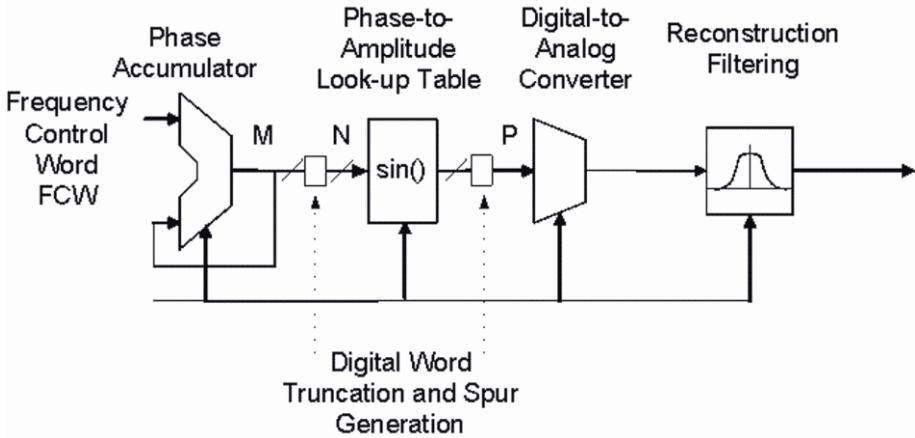 Phase
Accumulator
Phase-to-
Amplitude
Look-up Table
Digital-to-
Analog
Converter
Reconstruction
Filtering
Frequency
Control
Word
FCW
M
N
sin()
P
Digital Word
Truncation and Spur
Generation